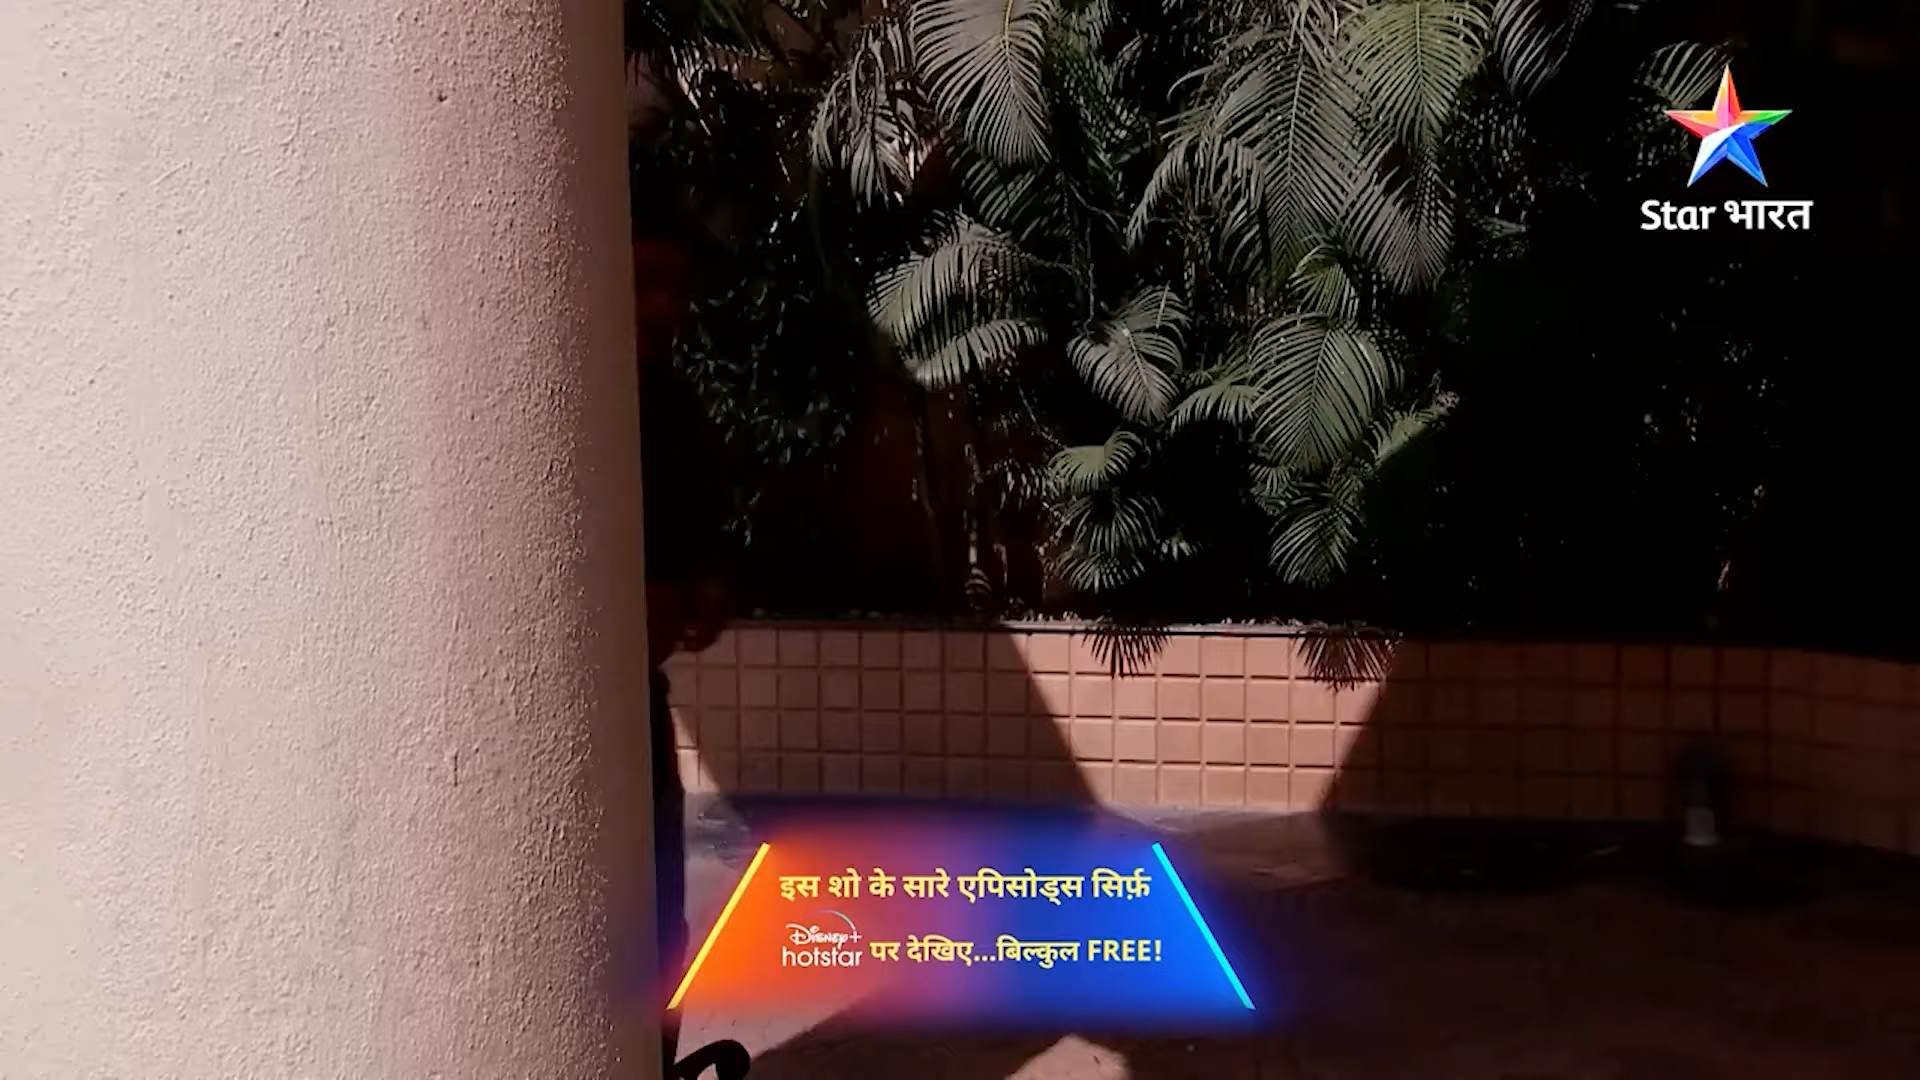 Star भारत
इस शो के सारे एपिसोड्स सिर्फ़
Disney+ hotstar पर देखिए...बिल्कुल FREE!